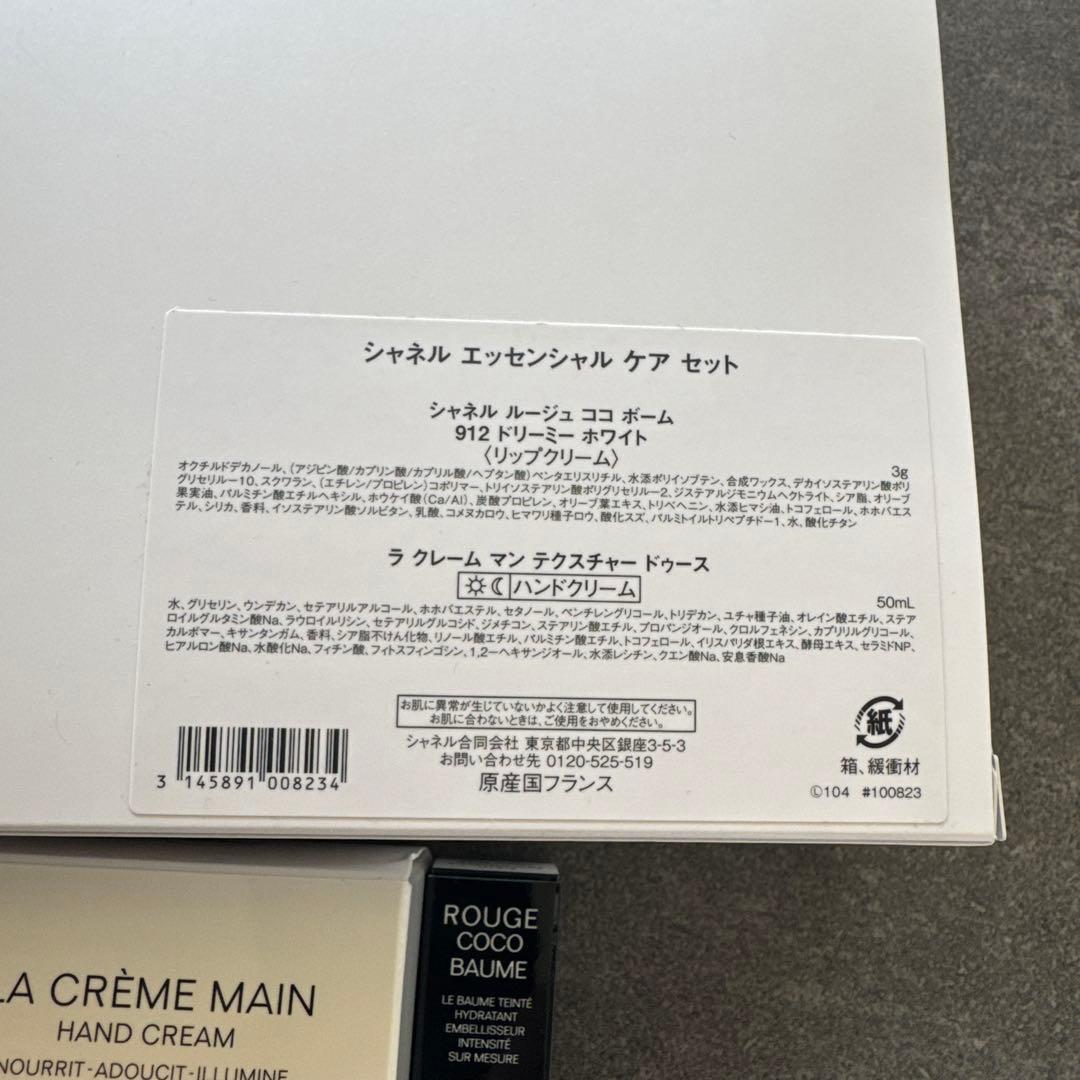 シャネル エッセンシャル ケア セット
シャネル ルージュ ココ ボーム
912 ドリーミー ホワイト
〈リップクリーム〉
3g
オクチルドデカノール、(アジピン酸/カプリン酸/カプリル酸/ヘプタン酸)ペンタエリスリチル、水添ポリイソブテン、合成ワックス、デカイソステアリン酸ポリ
グリセリル-10、スクワラン、(エチレン/プロピレン)コポリマー、トリイソステアリン酸ポリグリセリル-2、ジステアルジモニウムヘクトライト、シア脂、オリーブ
果実油、パルミチン酸エチルヘキシル、ホウケイ酸(Ca/Al)、炭酸プロピレン、オリーブ葉エキス、トリベヘニン、水添ヒマシ油、トコフェロール、ホホバエス
テル、シリカ、香料、イソステアリン酸ソルビタン、乳酸、コメヌカロウ、ヒマワリ種子ロウ、酸化スズ、パルミトイルトリペプチド-1、水、酸化チタン
ラ クレーム マン テクスチャー ドゥース
ハンドクリーム
50mL
水、グリセリン、ウンデカン、セテアリルアルコール、ホホバエステル、セタノール、ペンチレングリコール、トリデカン、ユチャ種子油、オレイン酸エチル、ステア
ロイルグルタミン酸Na、ラウロイルリシン、セテアリルグルコシド、ジメチコン、ステアリン酸エチル、プロパンジオール、クロルフェネシン、カプリリルグリコール、
カルボマー、キサンタンガム、香料、シア脂不けん化物、リノール酸エチル、パルミチン酸エチル、トコフェロール、イリスパリダ根エキス、酵母エキス、セラミドNP、
ヒアルロン酸Na、水酸化Na、フィチン酸、フィトスフィンゴシン、1,2-ヘキサンジオール、水添レシチン、クエン酸Na、安息香酸Na
お肌に異常が生じていないかよく注意して使用してください。
お肌に合わないときは、ご使用をおやめください。
シャネル合同会社 東京都中央区銀座3-5-3
お問い合わせ先 0120-525-519
原産国フランス
3 145891 008234
紙
箱、緩衝材
Ⓛ104 #100823
LA CRÈME MAIN
HAND CREAM
NOURRIT-ADOUCIT-ILLUMINE
ROUGE
COCO
BAUME
LE BAUME TEINTÉ
HYDRATANT
EMBELLISSEUR
INTENSITÉ
SUR MESURE